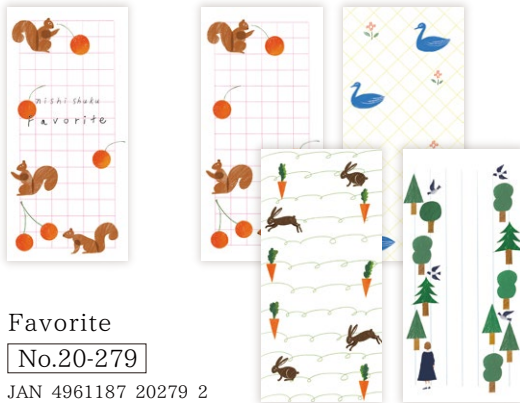 nishi shuku
Favorite
Favorite
No.20-279
JAN 4961187 20279 2